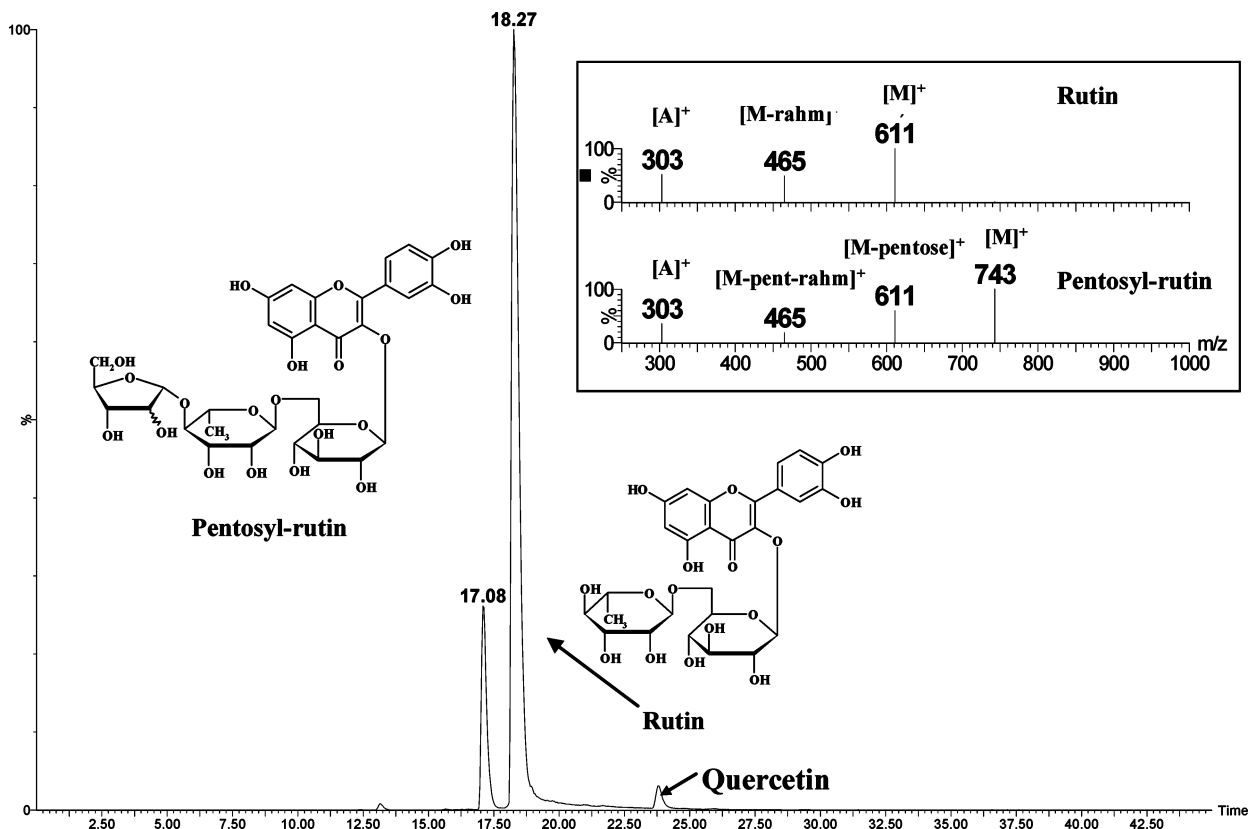 100
18.27
[A]⁺ [M-rahm] [M]⁺ Rutin
100 303 465 611
%
0
[A]⁺ [M-pent-rahm]⁺ [M-pentose]⁺ [M]⁺
100 303 465 611 743 Pentosyl-rutin
%
0
300 400 500 600 700 800 900 1000 m/z
OH
OH
HO
O
O
OH
O
CH₂OH
O
O
OH
OH
O
CH₃
OH
OH
O
O
OH
OH
OH
Pentosyl-rutin
%
OH
OH
HO
O
O
OH
O
OH
O
CH₃
OH
OH
O
O
OH
OH
OH
17.08
Rutin
Quercetin
0
2.50 5.00 7.50 10.00 12.50 15.00 17.50 20.00 22.50 25.00 27.50 30.00 32.50 35.00 37.50 40.00 42.50 Time